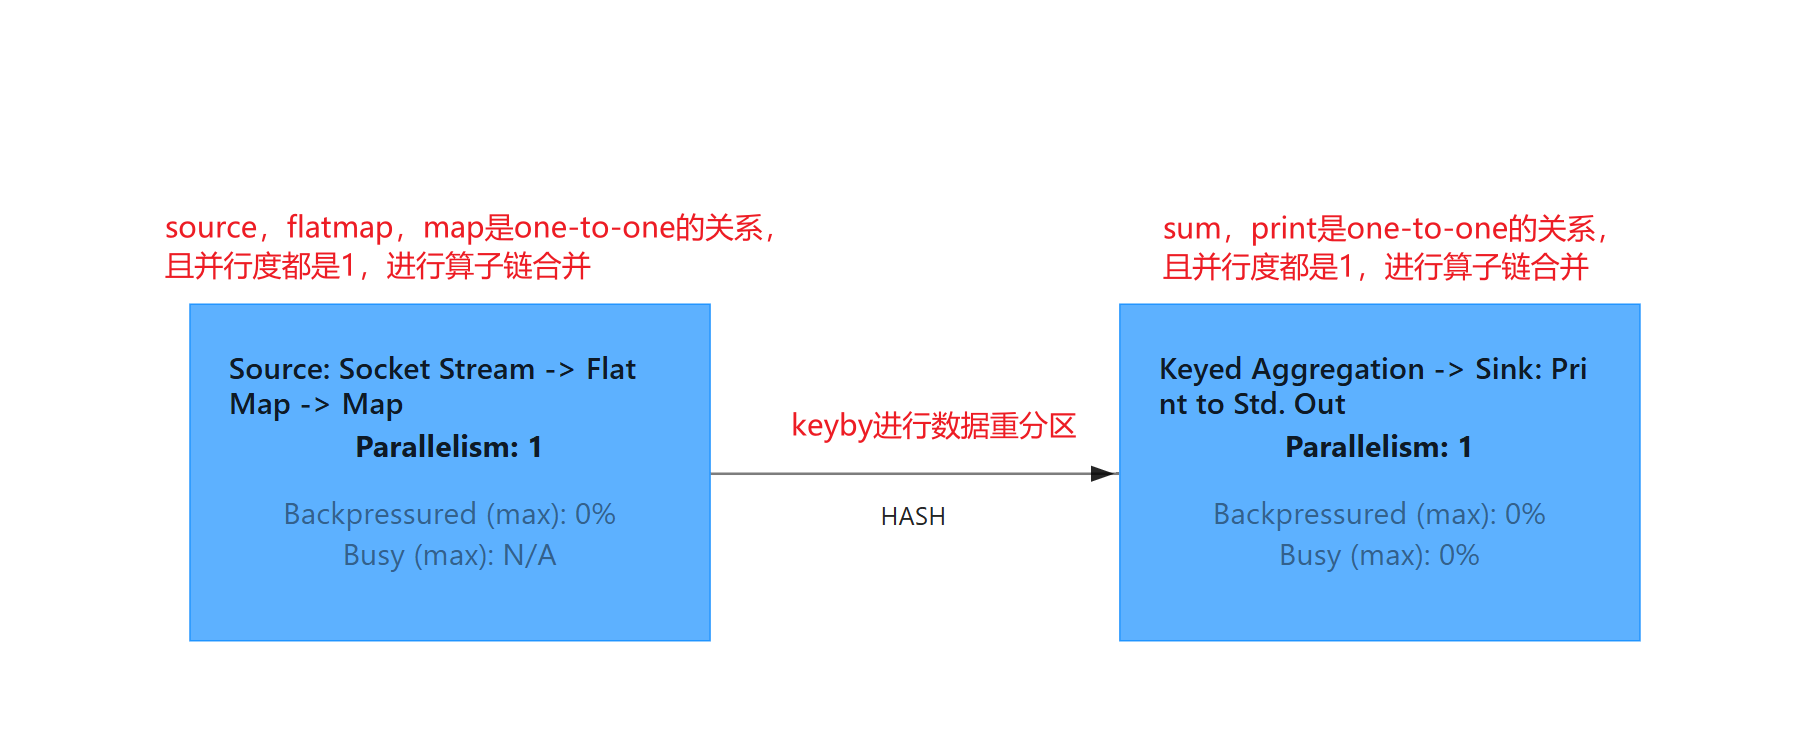 source，flatmap，map是one-to-one的关系，
且并行度都是1，进行算子链合并
Source: Socket Stream -> Flat
Map -> Map
Parallelism: 1
Backpressured (max): 0%
Busy (max): N/A
keyby进行数据重分区
HASH
sum，print是one-to-one的关系，
且并行度都是1，进行算子链合并
Keyed Aggregation -> Sink: Pri
nt to Std. Out
Parallelism: 1
Backpressured (max): 0%
Busy (max): 0%